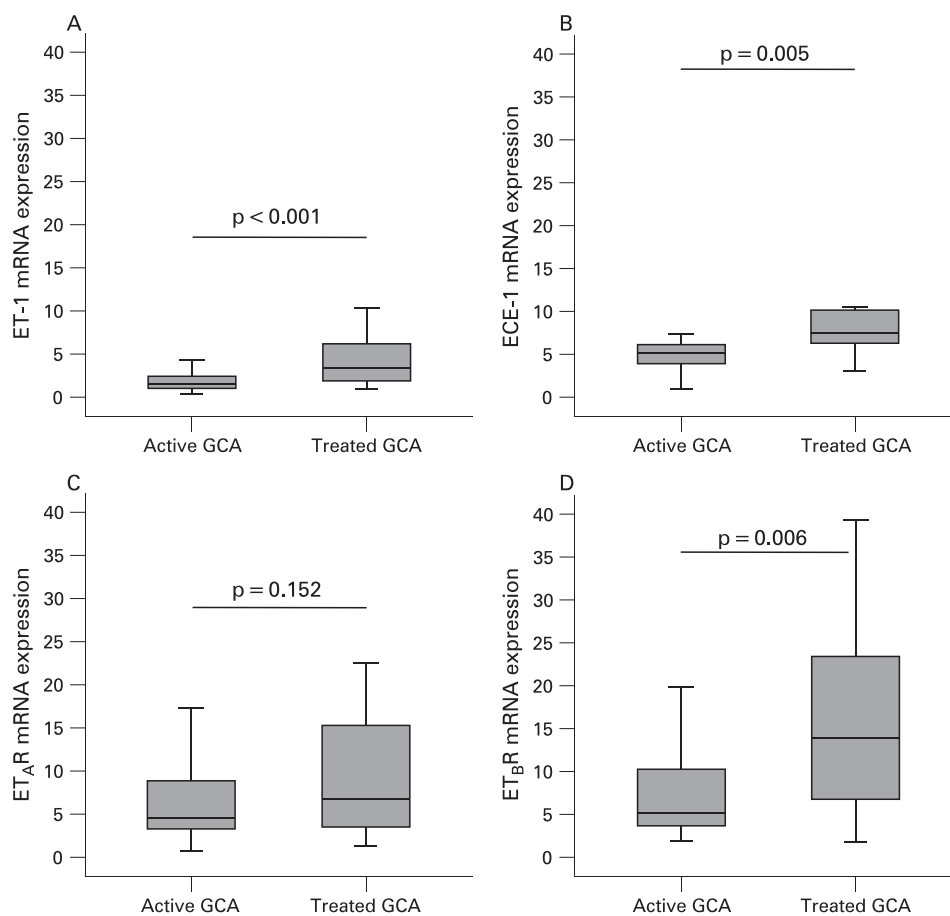 A
ET-1 mRNA expression
40
35
30
25
20
15
10
5
0
p < 0.001
Active GCA
Treated GCA
B
ECE-1 mRNA expression
40
35
30
25
20
15
10
5
0
p = 0.005
Active GCA
Treated GCA
C
ET_AR mRNA expression
40
35
30
25
20
15
10
5
0
p = 0.152
Active GCA
Treated GCA
D
ET_BR mRNA expression
40
35
30
25
20
15
10
5
0
p = 0.006
Active GCA
Treated GCA